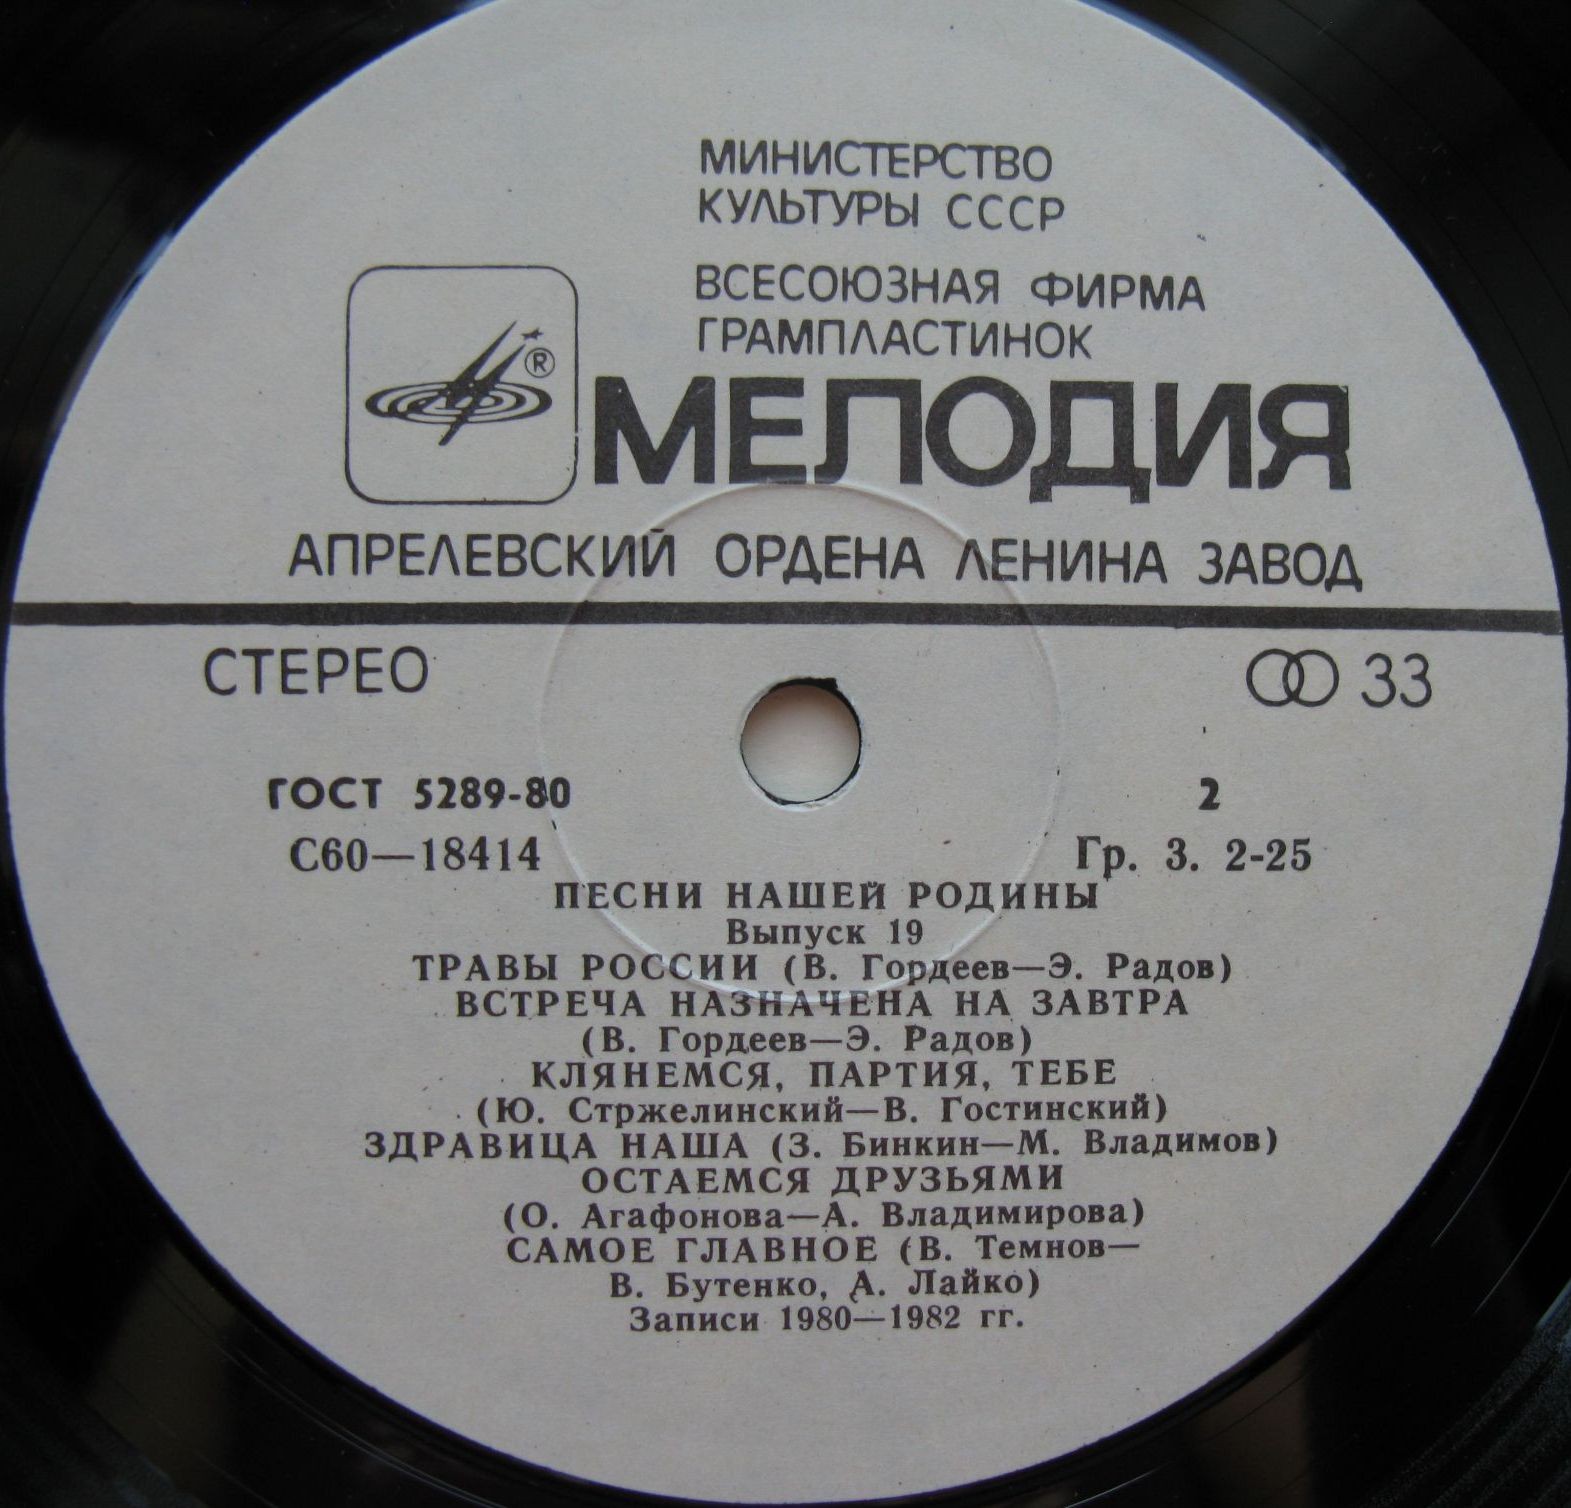 МИНИСТЕРСТВО
КУЛЬТУРЫ СССР
ВСЕСОЮЗНАЯ ФИРМА
ГРАМПЛАСТИНОК
®
МЕЛОДИЯ
АПРЕЛЕВСКИЙ ОРДЕНА ЛЕНИНА ЗАВОД
СТЕРЕО
33
ГОСТ 5289-80
2
С60—18414
Гр. 3. 2-25
ПЕСНИ НАШЕЙ РОДИНЫ
Выпуск 19
ТРАВЫ РОССИИ (В. Гордеев—Э. Радов)
ВСТРЕЧА НАЗНАЧЕНА НА ЗАВТРА
(В. Гордеев—Э. Радов)
КЛЯНЕМСЯ, ПАРТИЯ, ТЕБЕ
(Ю. Стржелинский—В. Гостинский)
ЗДРАВИЦА НАША (З. Бинкин—М. Владимов)
ОСТАЕМСЯ ДРУЗЬЯМИ
(О. Агафонова—А. Владимирова)
САМОЕ ГЛАВНОЕ (В. Темнов—
В. Бутенко, А. Лайко)
Записи 1980—1982 гг.